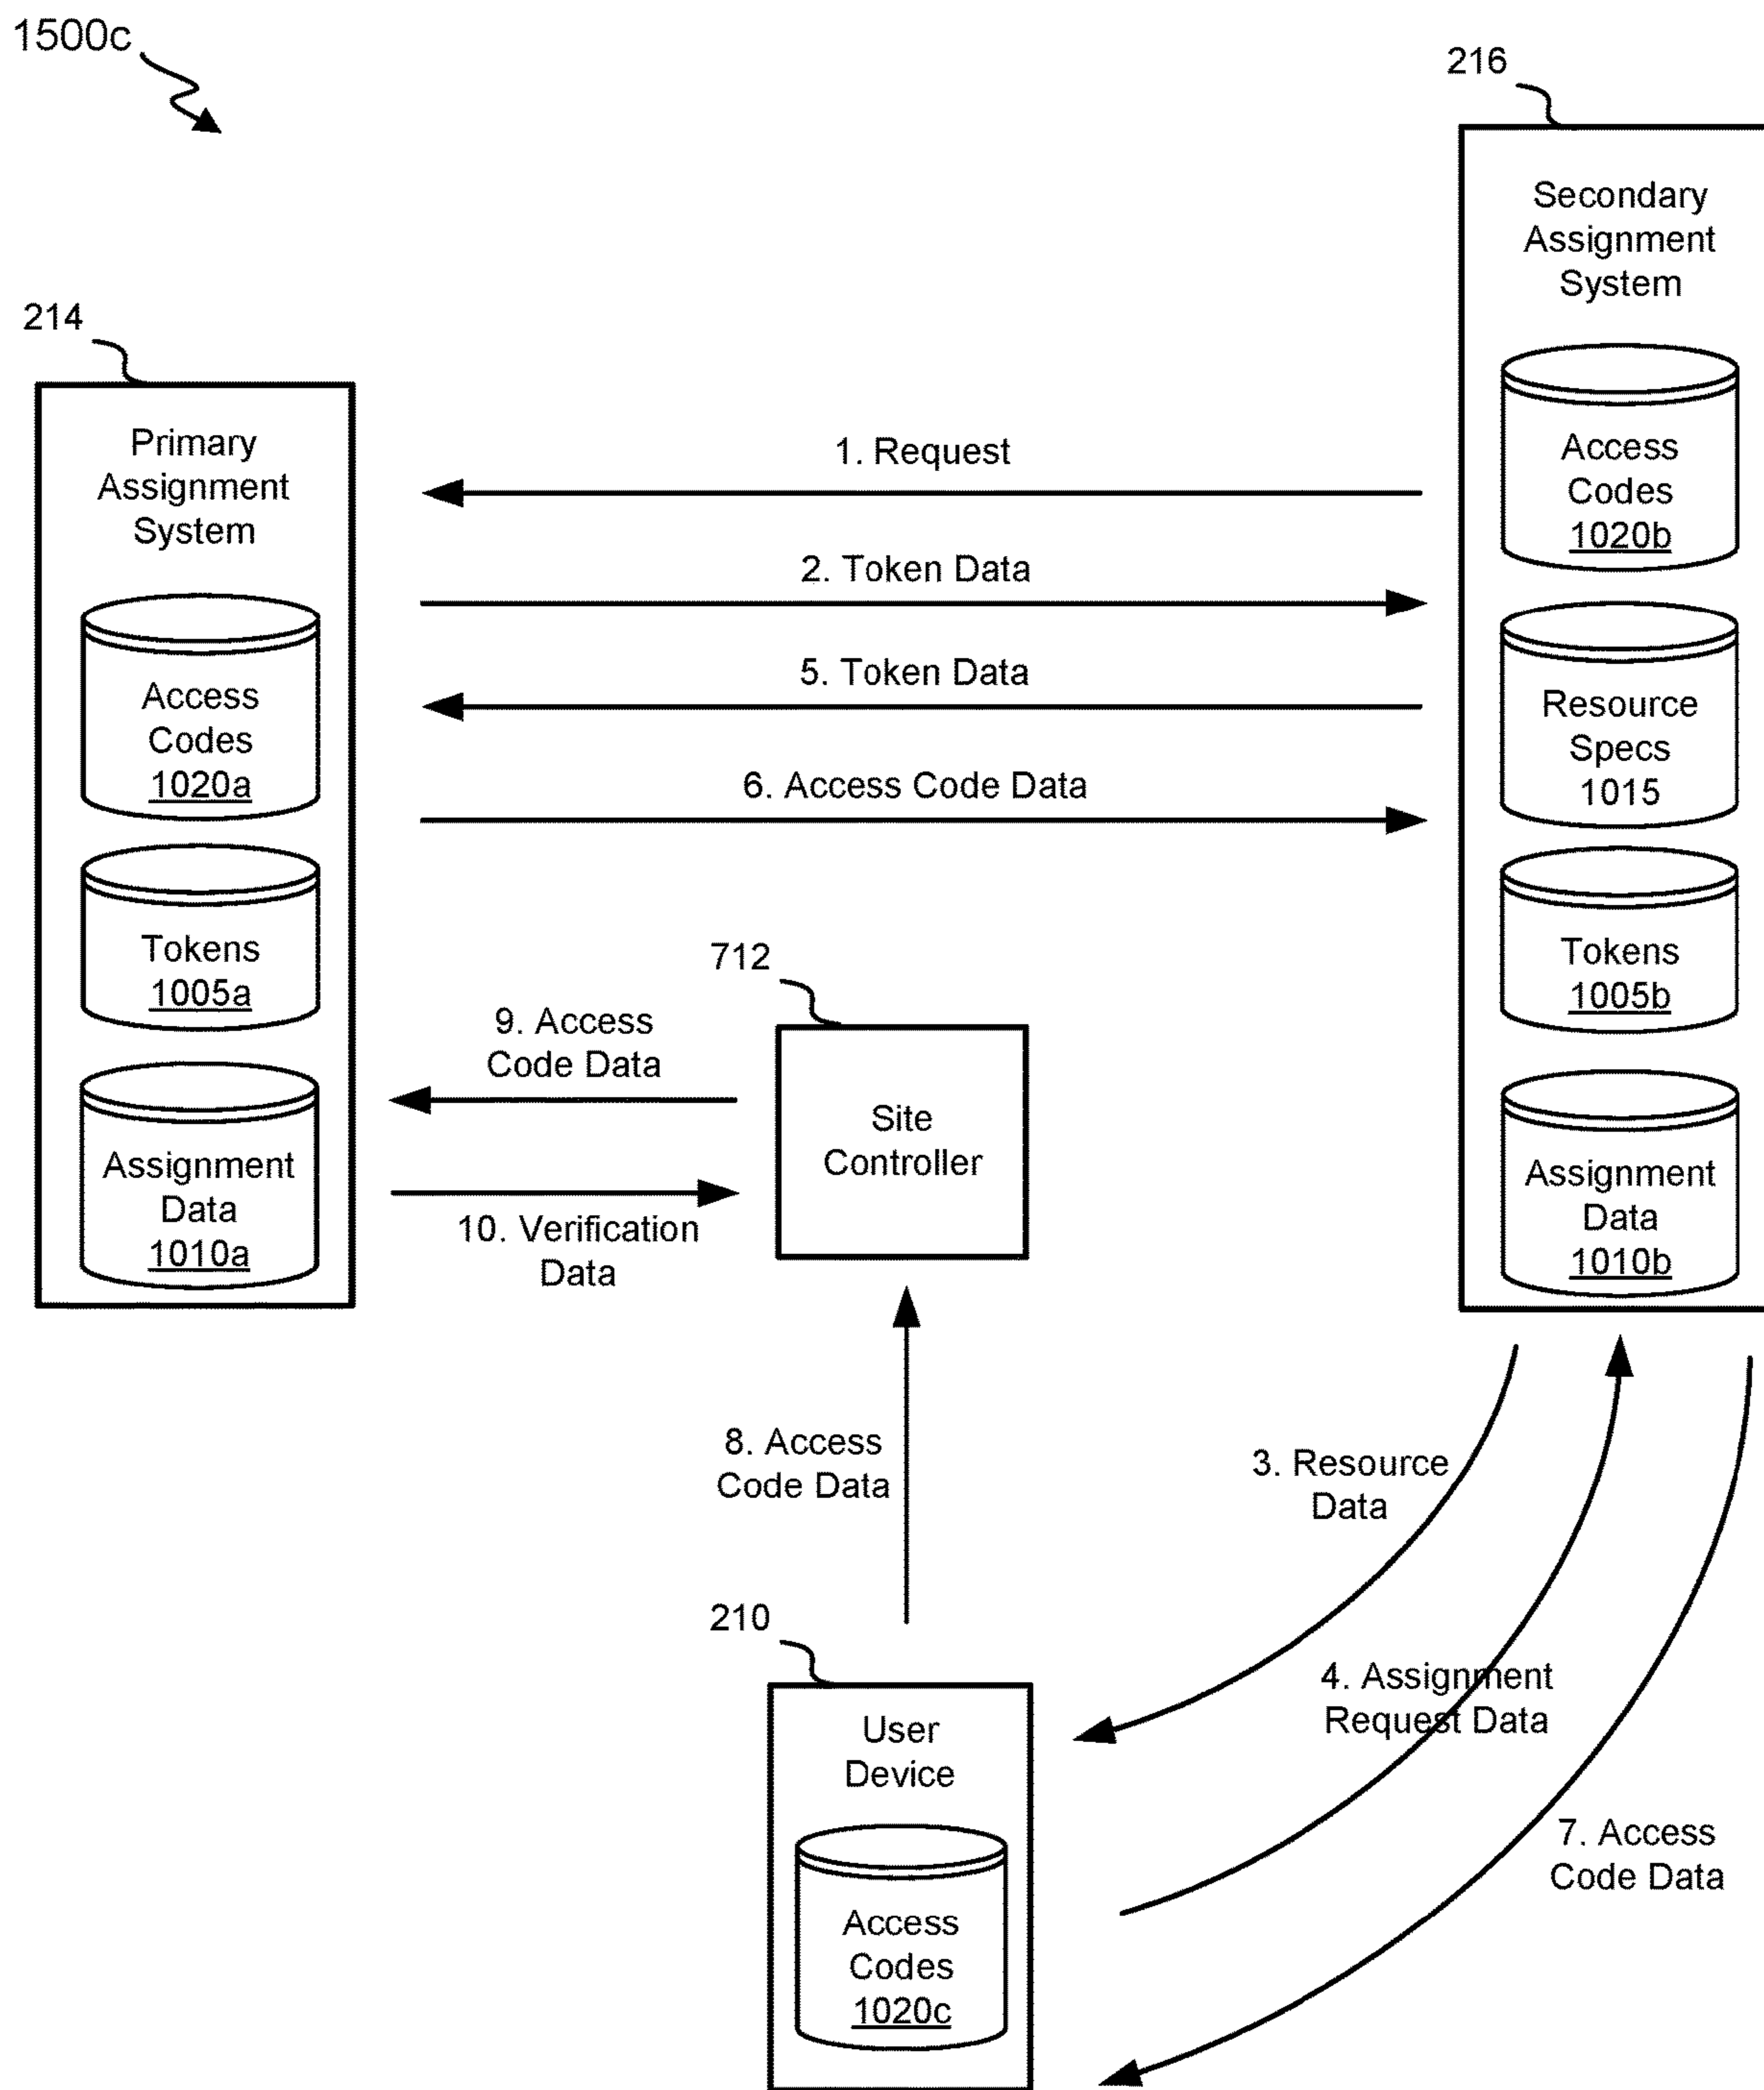 1500c
216
Secondary
Assignment
System
214
Primary
Assignment
System
1. Request
Access
Codes
1020b
2. Token Data
5. Token Data
Access
Codes
1020a
Resource
Specs
1015
6. Access Code Data
Tokens
1005a
712
Tokens
1005b
9. Access
Code Data
Site
Controller
Assignment
Data
1010a
10. Verification
Data
Assignment
Data
1010b
8. Access
Code Data
3. Resource
Data
210
4. Assignment
Request Data
User
Device
7. Access
Code Data
Access
Codes
1020c